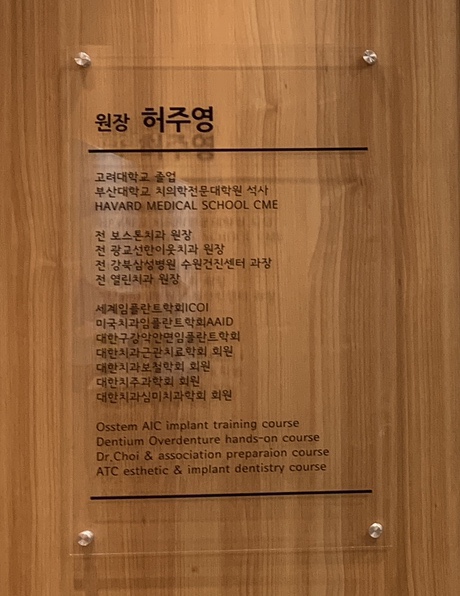 원장 허주영
고려대학교 졸업
부산대학교 치의학전문대학원 석사
HAVARD MEDICAL SCHOOL CME
전 보스톤치과 원장
전 광교선한이웃치과 원장
전 강북삼성병원 수원건진센터 과장
전 열린치과 원장
세계임플란트학회ICOI
미국치과임플란트학회AAID
대한구강악안면임플란트학회
대한치과근관치료학회 회원
대한치과보철학회 회원
대한치주과학회 회원
대한치과심미치과학회 회원
Osstem AIC implant training course
Dentium Overdenture hands-on course
Dr.Choi & association preparaion course
ATC esthetic & implant dentistry course